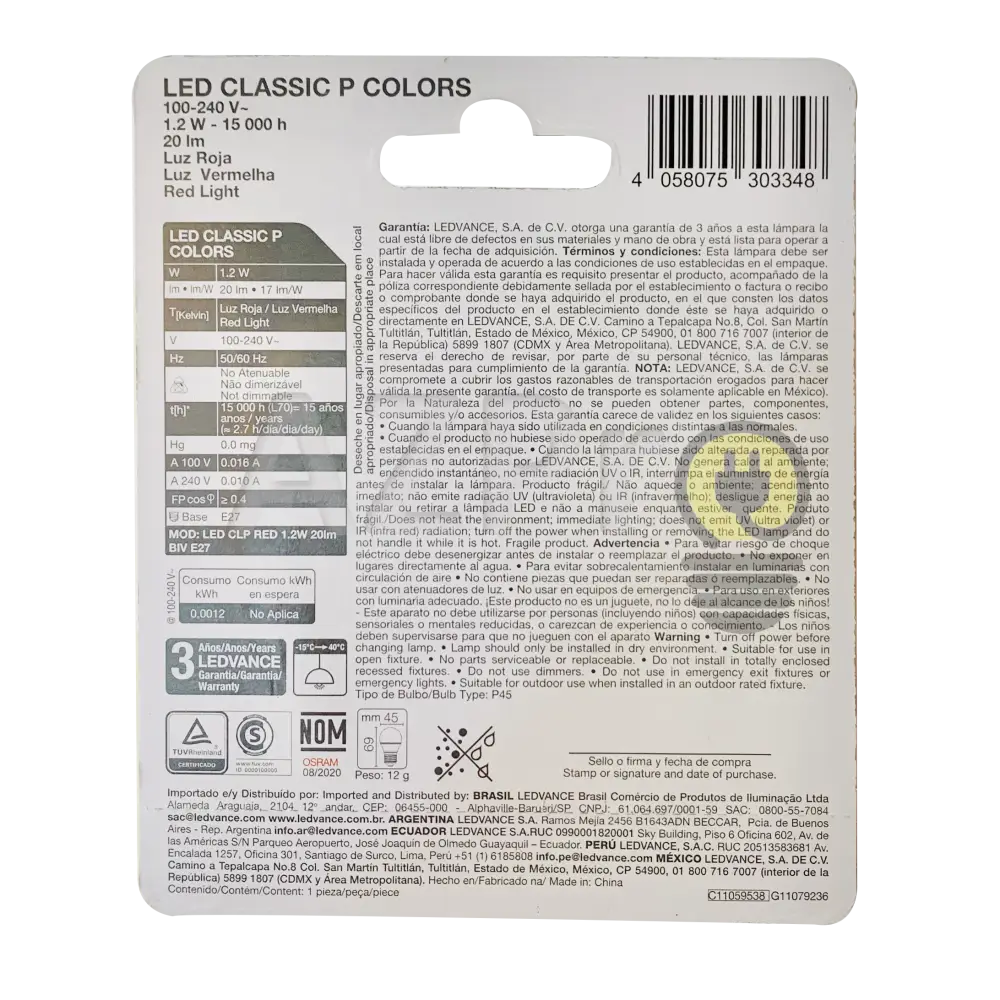 LED CLASSIC P COLORS
100-240 V~
1.2 W - 15 000 h
20 lm
Luz Roja
Luz Vermelha
Red Light
4 058075 303348
LED CLASSIC P
COLORS
W 1.2 W
lm • lm/W 20 lm • 17 lm/W
T[Kelvin] Luz Roja / Luz Vermelha
Red Light
V 100-240 V~
Hz 50/60 Hz
No Atenuable
Não dimerizável
Not dimmable
t[h]* 15 000 h (L70)= 15 años
anos / years
(≈ 2.7 h/día/dia/day)
Hg 0.0 mg
A 100 V 0.016 A
A 240 V 0.010 A
FP cos φ ≥ 0.4
Base E27
MOD: LED CLP RED 1.2W 20lm
BIV E27
@ 100-240 V~
Consumo kWh Consumo kWh en espera
0.0012 No Aplica
3 Años/Anos/Years
LEDVANCE
Garantía/Garantia/
Warranty
-15°C→40°C
Deseche en lugar apropiado/Descarte em local
apropriado/Disposal in appropriate place
Garantía: LEDVANCE, S.A. de C.V. otorga una garantía de 3 años a esta lámpara la
cual está libre de defectos en sus materiales y mano de obra y está lista para operar a
partir de la fecha de adquisición. Términos y condiciones: Esta lámpara debe ser
instalada y operada de acuerdo a las condiciones de uso establecidas en el empaque.
Para hacer válida esta garantía es requisito presentar el producto, acompañado de la
póliza correspondiente debidamente sellada por el establecimiento o factura o recibo
o comprobante donde se haya adquirido el producto, en el que consten los datos
específicos del producto en el establecimiento donde éste se haya adquirido o
directamente en LEDVANCE, S.A. DE C.V. Camino a Tepalcapa No.8, Col. San Martín
Tultitlán, Tultitlán, Estado de México, México, CP 54900, 01 800 716 7007 (interior de
la República) 5899 1807 (CDMX y Área Metropolitana). LEDVANCE, S.A. de C.V. se
reserva el derecho de revisar, por parte de su personal técnico, las lámparas
presentadas para cumplimiento de la garantía. NOTA: LEDVANCE, S.A. de C.V. se
compromete a cubrir los gastos razonables de transportación erogados para hacer
válida la presente garantía. (el costo de transporte es solamente aplicable en México).
Por la Naturaleza del producto no se pueden obtener partes, componentes,
consumibles y/o accesorios. Esta garantía carece de validez en los siguientes casos:
• Cuando la lámpara haya sido utilizada en condiciones distintas a las normales.
• Cuando el producto no hubiese sido operado de acuerdo a las condiciones de uso
establecidas en el empaque. • Cuando la lámpara hubiese sido alterada o reparada por
personas no autorizadas por LEDVANCE, S.A. DE C.V. No genera calor al ambiente;
encendido instantáneo, no emite radiación UV o IR, interrumpa el suministro de energía
antes de instalar la lámpara. Producto frágil./ Não aquece o ambiente; acendimento
imediato; não emite radiação UV (ultravioleta) ou IR (infravermelho); desligue a energia ao
instalar ou retirar a lâmpada LED e não a manuseie enquanto estiver quente. Produto
frágil./Does not heat the environment; immediate lighting; does not emit UV (ultra violet) or
IR (infra red) radiation; turn off the power when installing or removing the LED lamp and do
not handle it while it is hot. Fragile product. Advertencia • Para evitar riesgo de choque
eléctrico debe desenergizar antes de instalar o reemplazar el producto. • No exponer en
lugares directamente al agua. • Para evitar sobrecalentamiento instalar en luminarias con
circulación de aire • No contiene piezas que puedan ser reparadas o reemplazables. • No
usar con atenuadores de luz. • No usar en equipos de emergencia. • Para uso en exteriores
con luminaria adecuado. ¡Este producto no es un juguete, no lo deje al alcance de los niños!
• Este aparato no debe utilizarse por personas (incluyendo niños) con capacidades físicas,
sensoriales o mentales reducidas, o carezcan de experiencia o conocimiento. • Los niños
deben supervisarse para que no jueguen con el aparato Warning • Turn off power before
changing lamp. • Lamp should only be installed in dry environment. • Suitable for use in
open fixture. • No parts serviceable or replaceable. • Do not install in totally enclosed
recessed fixtures. • Do not use dimmers. • Do not use in emergency exit fixtures or
emergency lights. • Suitable for outdoor use when installed in an outdoor rated fixture.
Tipo de Bulbo/Bulb Type: P45
TÜVRheinland
CERTIFICADO
S
www.tuv.com
ID 0000100000
NOM
OSRAM
08/2020
mm 45
69
Peso: 12 g
Sello o firma y fecha de compra
Stamp or signature and date of purchase.
Importado e/y Distribuido por: Imported and Distributed by: BRASIL LEDVANCE Brasil Comércio de Produtos de Iluminação Ltda
Alameda Araguaia, 2104, 12° andar, CEP: 06455-000 - Alphaville-Barueri/SP CNPJ: 61.064.697/0001-59 SAC: 0800-55-7084
sac@ledvance.com www.ledvance.com.br. ARGENTINA LEDVANCE S.A. Ramos Mejía 2456 B1643ADN BECCAR, Pcia. de Buenos
Aires - Rep. Argentina info.ar@ledvance.com ECUADOR LEDVANCE S.A.RUC 0990001820001 Sky Building, Piso 6 Oficina 602, Av. de
las Américas S/N Parqueo Aeropuerto, José Joaquín de Olmedo Guayaquil – Ecuador. PERÚ LEDVANCE, S.A.C. RUC 20513583681 Av.
Encalada 1257, Oficina 301, Santiago de Surco, Lima, Perú +51 (1) 6185808 info.pe@ledvance.com MÉXICO LEDVANCE, S.A. DE C.V.
Camino a Tepalcapa No.8 Col. San Martín Tultitlán, Tultitlán, Estado de México, México, CP 54900, 01 800 716 7007 (interior de la
República) 5899 1807 (CDMX y Área Metropolitana). Hecho en/Fabricado na/ Made in: China
Contenido/Contém/Content: 1 pieza/peça/piece
C11059538 G11079236